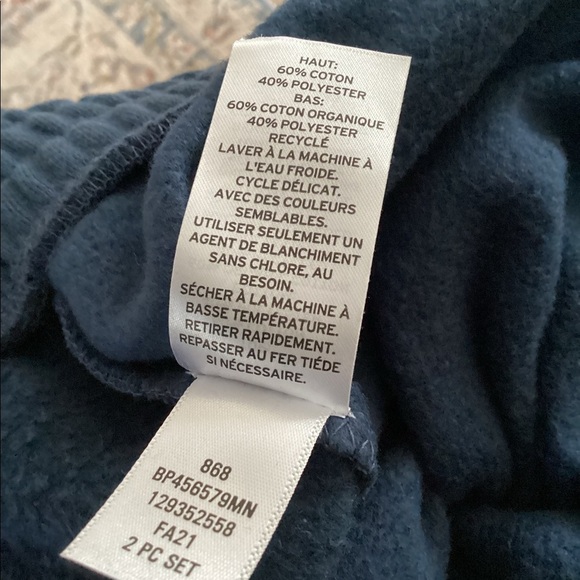 HAUT:
60% COTON
40% POLYESTER
BAS:
60% COTON ORGANIQUE
40% POLYESTER
RECYCLÉ
LAVER À LA MACHINE À
L'EAU FROIDE.
CYCLE DÉLICAT.
AVEC DES COULEURS
SEMBLABLES.
UTILISER SEULEMENT UN
AGENT DE BLANCHIMENT
SANS CHLORE, AU
BESOIN.
SÉCHER À LA MACHINE À
BASSE TEMPÉRATURE.
RETIRER RAPIDEMENT.
REPASSER AU FER TIÉDE
SI NÉCESSAIRE.
868
BP456579MN
129352558
FA21
2 PC SET